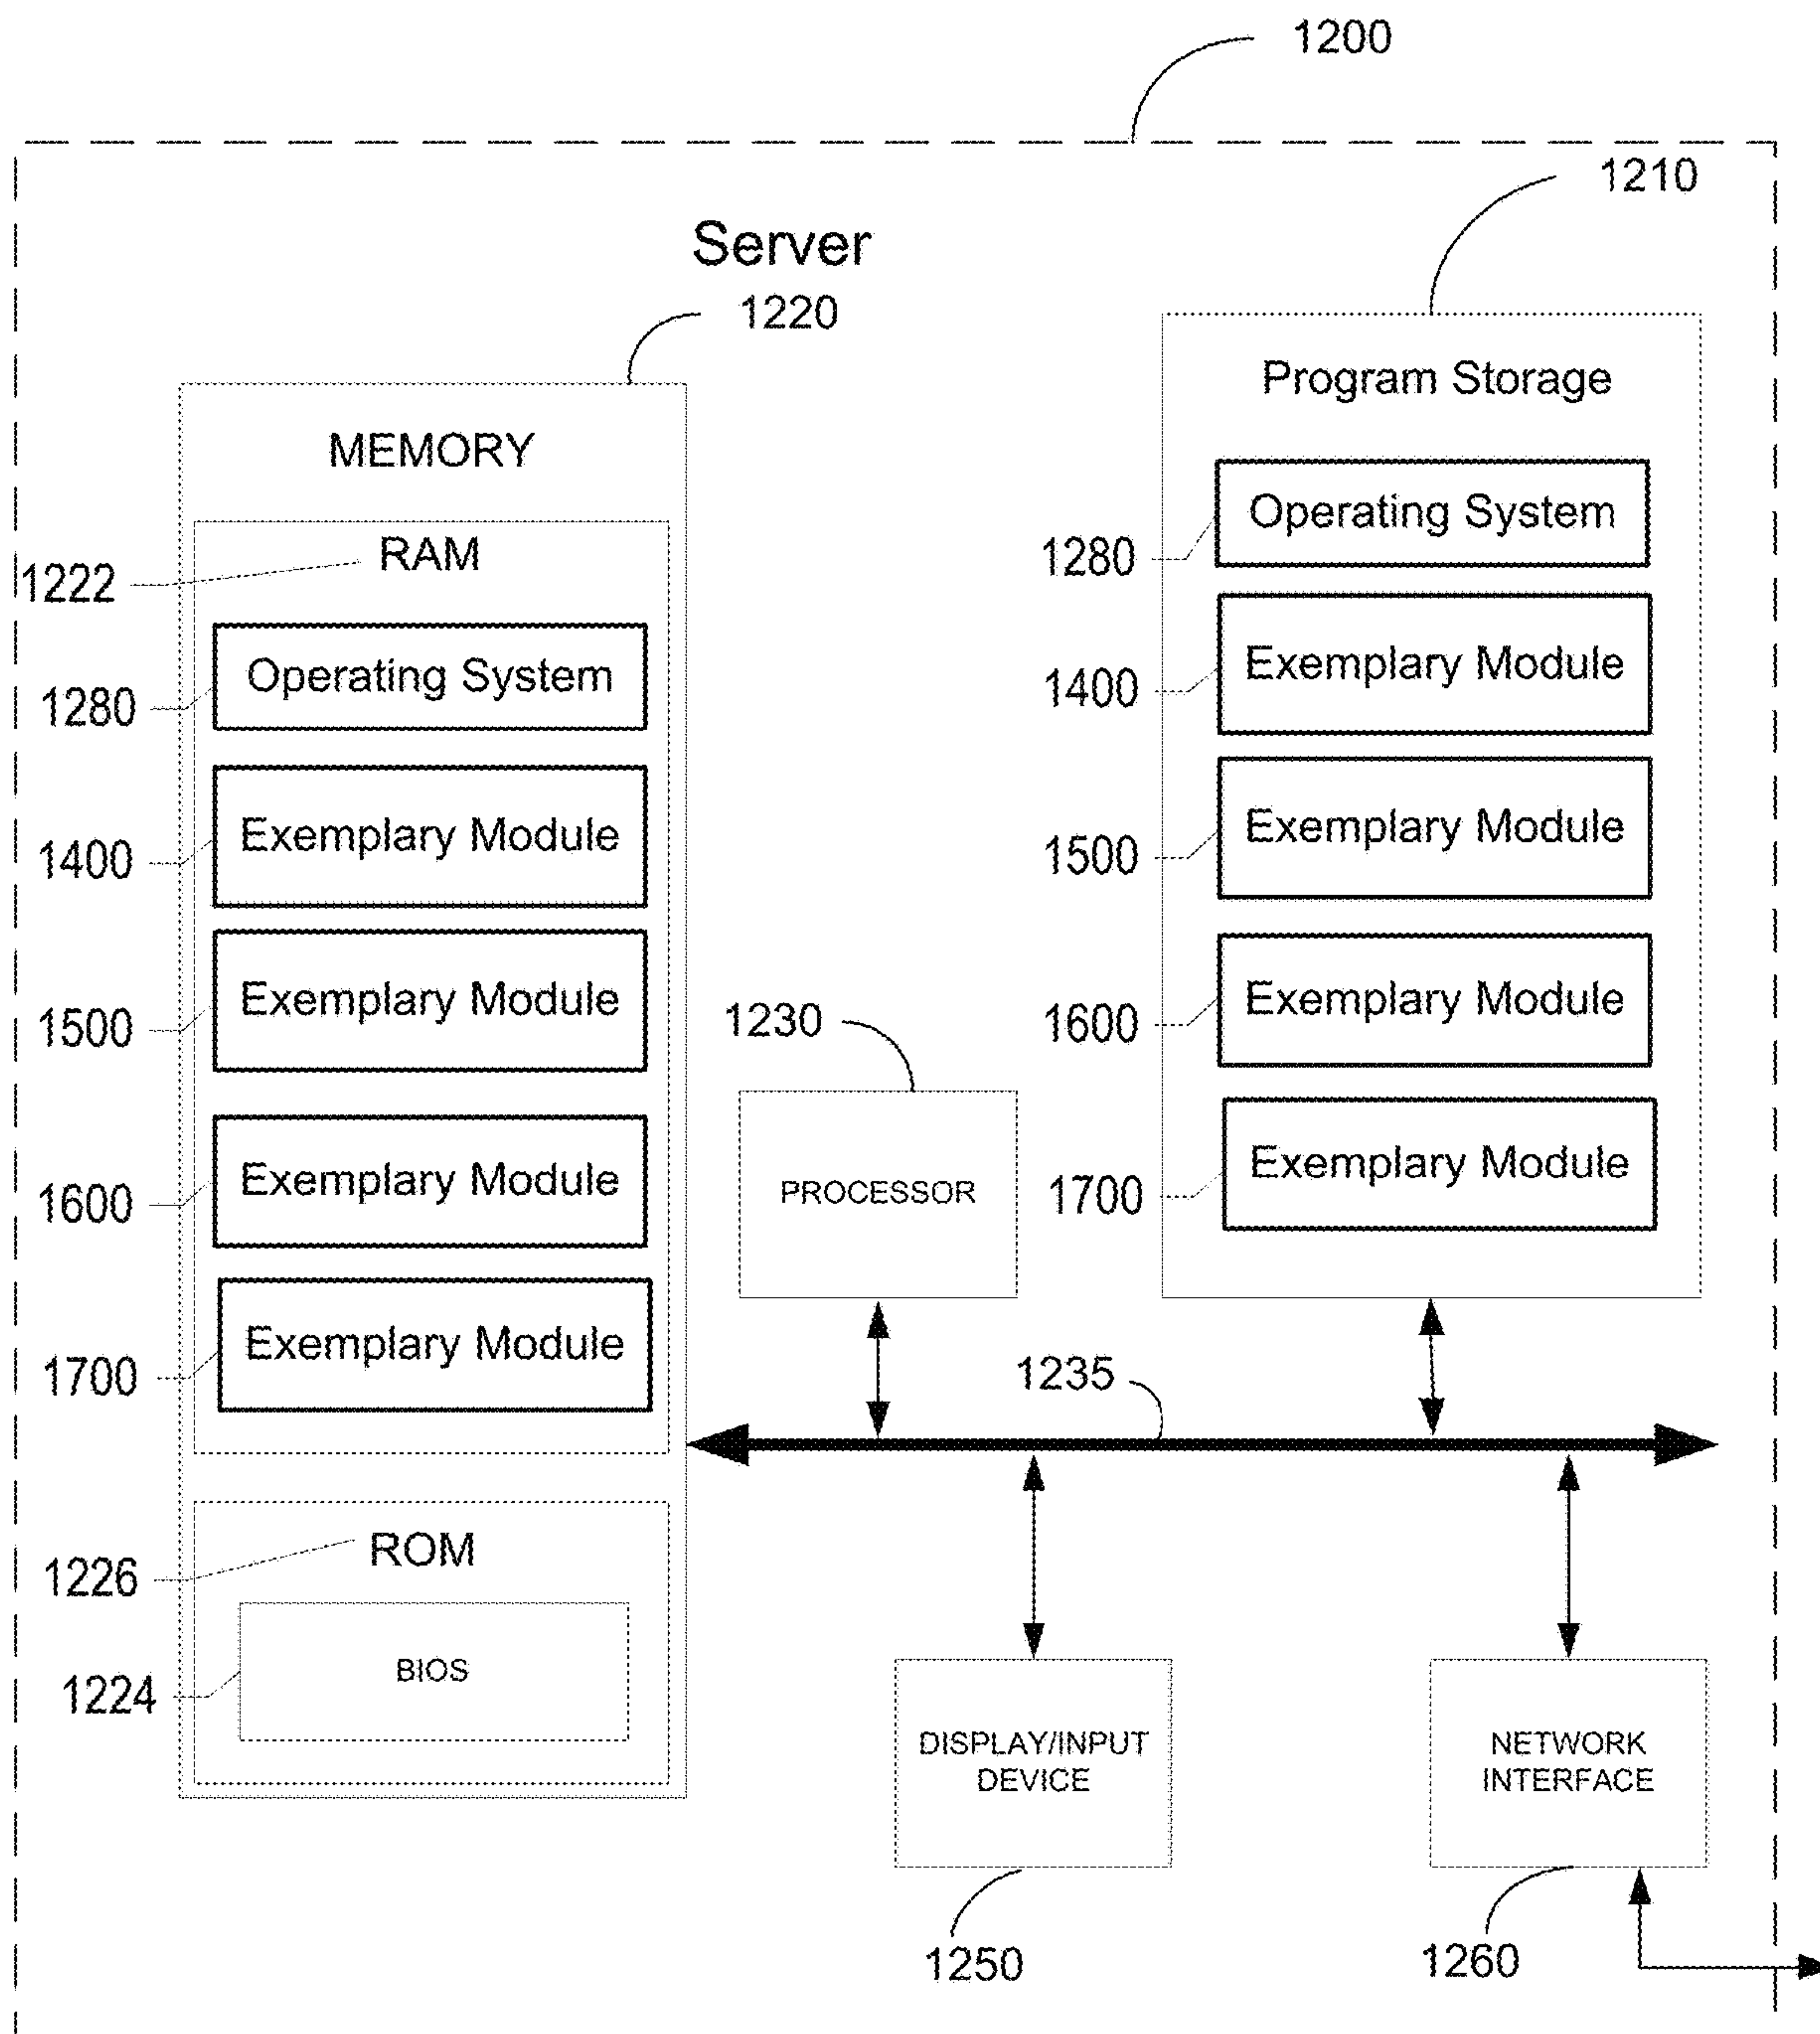 1200
1210
Server
1220
Program Storage
MEMORY
Operating System
1280
RAM
1222
Exemplary Module
1400
Operating System
1280
Exemplary Module
1500
Exemplary Module
1400
Exemplary Module
1600
Exemplary Module
1500
1230
Exemplary Module
1700
PROCESSOR
Exemplary Module
1600
Exemplary Module
1700
1235
ROM
1226
BIOS
1224
DISPLAY/INPUT
DEVICE
NETWORK
INTERFACE
1250
1260